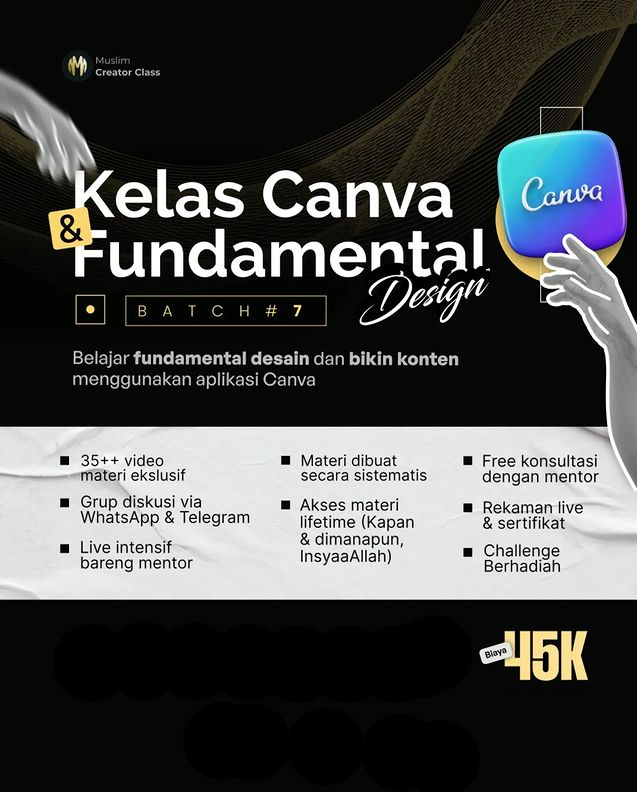 Muslim
Creator Class
Canva
Kelas Canva
&
Fundamental
Design
BATCH#7
Belajar fundamental desain dan bikin konten
menggunakan aplikasi Canva
35++ video
materi ekslusif
Grup diskusi via
WhatsApp & Telegram
Live intensif
bareng mentor
Materi dibuat
secara sistematis
Akses materi
lifetime (Kapan
& dimanapun,
InsyaaAllah)
Free konsultasi
dengan mentor
Rekaman live
& sertifikat
Challenge
Berhadiah
Biaya
45K